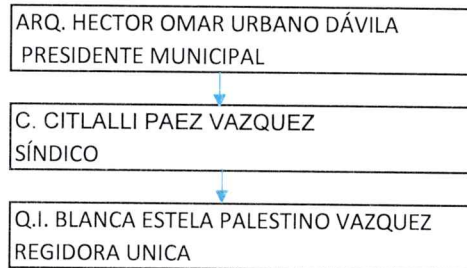 ARQ. HECTOR OMAR URBANO DÁVILA
PRESIDENTE MUNICIPAL
C. CITLALLI PAEZ VAZQUEZ
SÍNDICO
Q.I. BLANCA ESTELA PALESTINO VAZQUEZ
REGIDORA UNICA